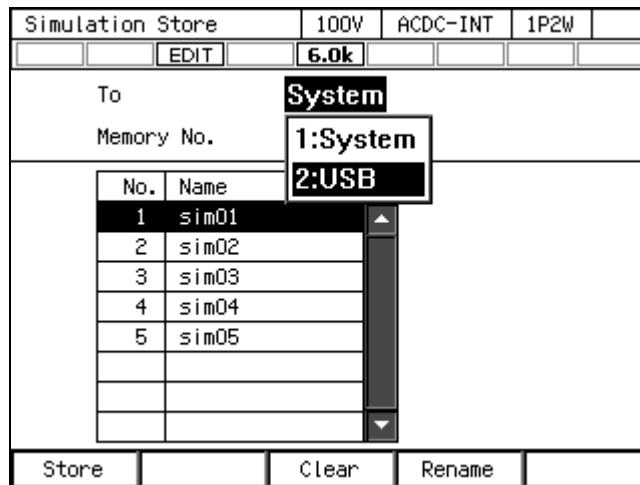 Simulation Store 100V ACDC-INT 1P2W
EDIT 6.0k
To System
Memory No. 1:System
2:USB
No. Name
1 sim01
2 sim02
3 sim03
4 sim04
5 sim05
Store Clear Rename